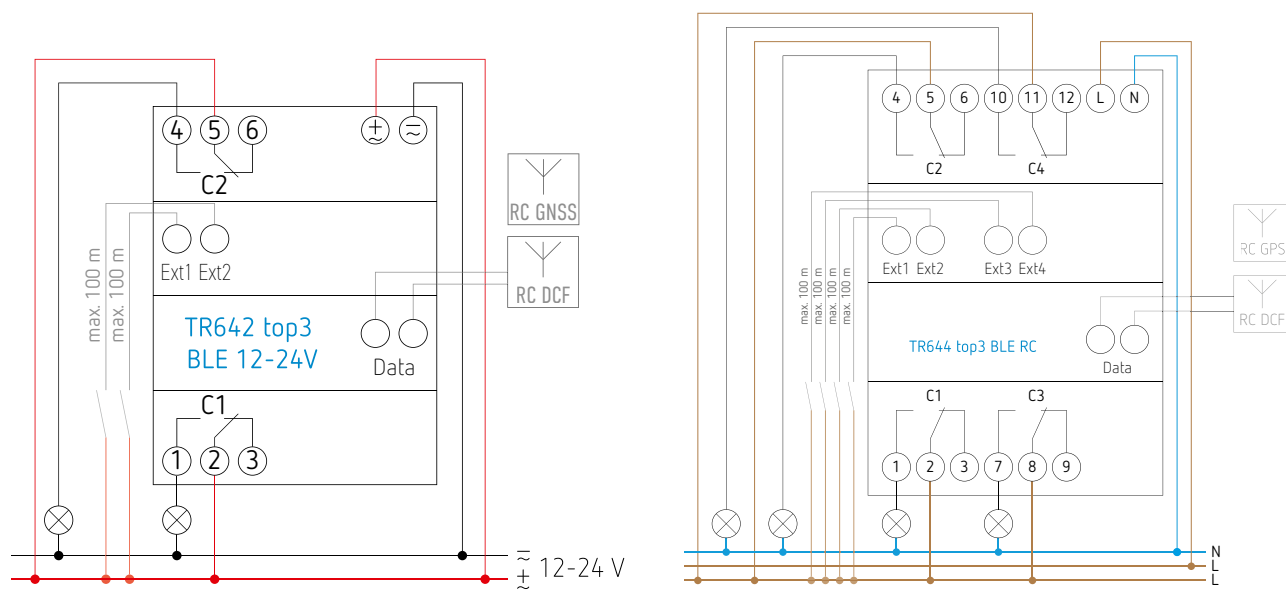 4 5 6
C2
RC GNSS
Ext1 Ext2
RC DCF
max. 100 m
max. 100 m
TR642 top3
BLE 12-24V
Data
C1
1 2 3
12-24 V
4 5 6 10 11 12 L N
C2 C4
RC GPS
Ext1 Ext2 Ext3 Ext4
max. 100 m
max. 100 m
max. 100 m
max. 100 m
RC DCF
TR644 top3 BLE RC
Data
C1 C3
1 2 3 7 8 9
N
L
L